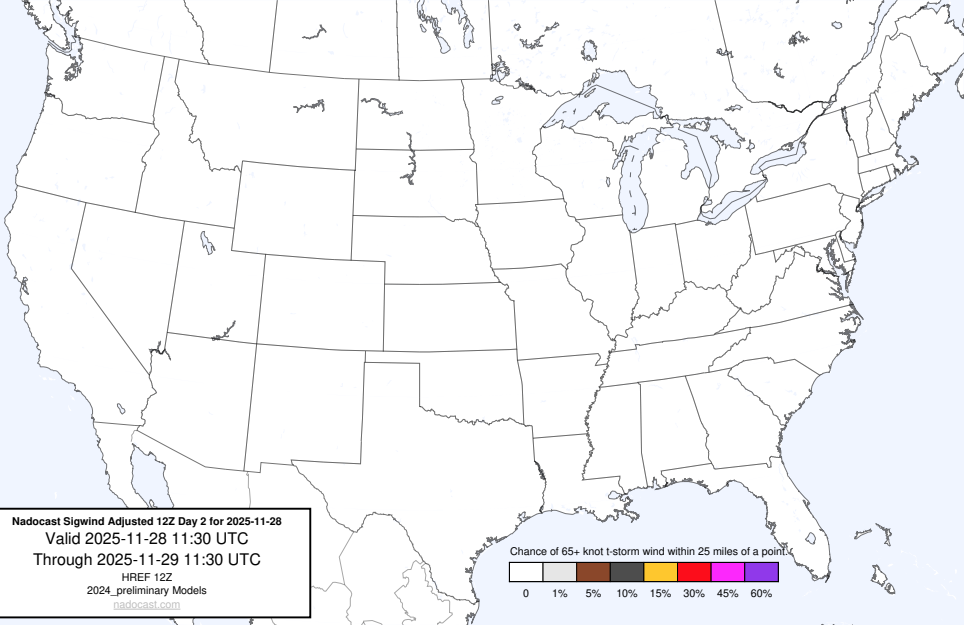 Nadocast Sigwind Adjusted 12Z Day 2 for 2025-11-28
Valid 2025-11-28 11:30 UTC
Through 2025-11-29 11:30 UTC
HREF 12Z
2024_preliminary Models
nadocast.com
Chance of 65+ knot t-storm wind within 25 miles of a point.
0 1% 5% 10% 15% 30% 45% 60%